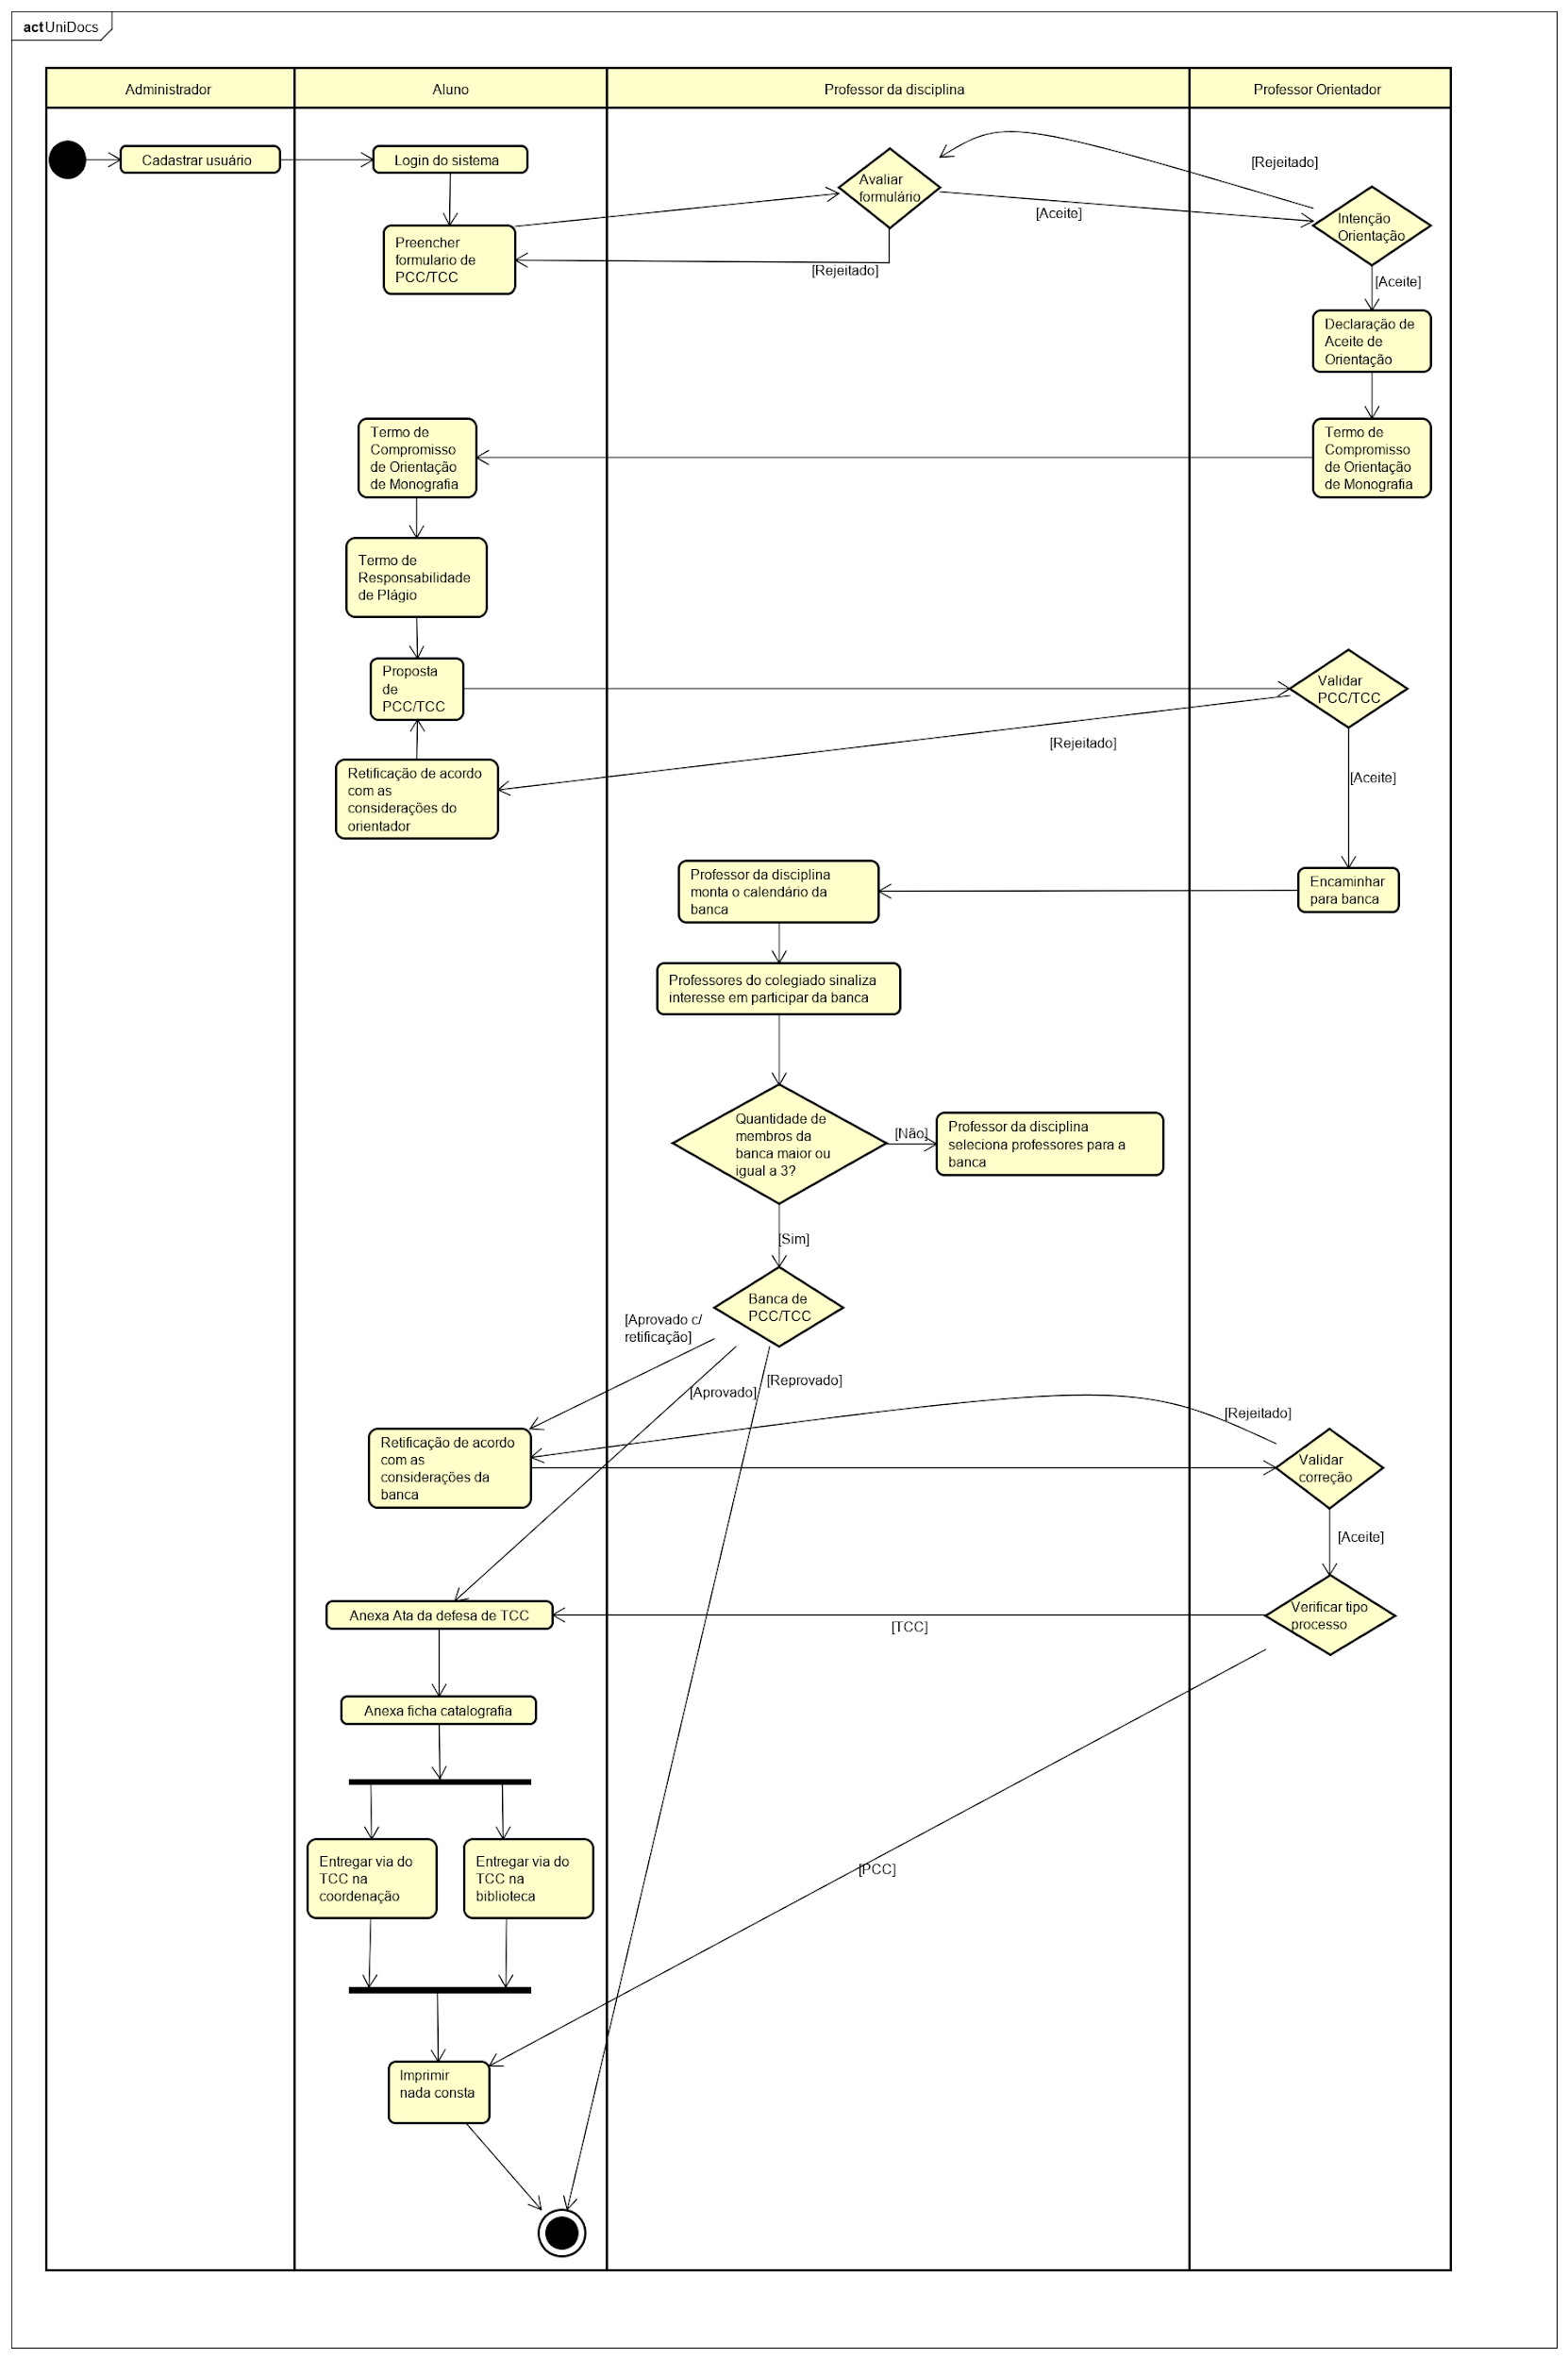 act UniDocs
Administrador
Aluno
Professor da disciplina
Professor Orientador
Cadastrar usuário
Login do sistema
Avaliar
formulário
[Rejeitado]
Intenção
Orientação
[Aceite]
Preencher
formulario de
PCC/TCC
[Rejeitado]
[Aceite]
Declaração de
Aceite de
Orientação
Termo de
Compromisso
de Orientação
de Monografia
Termo de
Compromisso
de Orientação
de Monografia
Termo de
Responsabilidade
de Plágio
Proposta
de
PCC/TCC
Validar
PCC/TCC
[Rejeitado]
[Aceite]
Retificação de acordo
com as
considerações do
orientador
Professor da disciplina
monta o calendário da
banca
Encaminhar
para banca
Professores do colegiado sinaliza
interesse em participar da banca
Quantidade de
membros da
banca maior ou
igual a 3?
[Não]
Professor da disciplina
seleciona professores para a
banca
[Sim]
Banca de
PCC/TCC
[Aprovado c/
retificação]
[Aprovado]
[Reprovado]
[Rejeitado]
Retificação de acordo
com as
considerações da
banca
Validar
correção
[Aceite]
Anexa Ata da defesa de TCC
[TCC]
Verificar tipo
processo
Anexa ficha catalografia
Entregar via do
TCC na
coordenação
Entregar via do
TCC na
biblioteca
[PCC]
Imprimir
nada consta